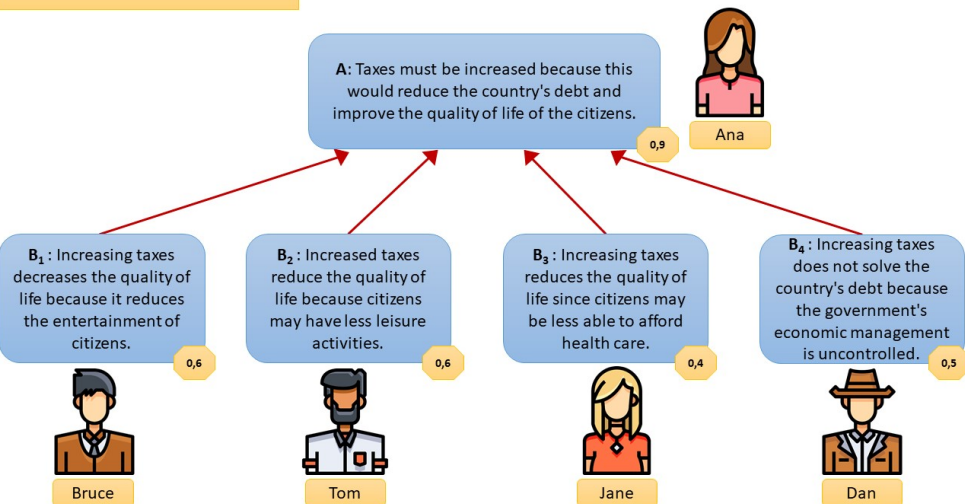 A: Taxes must be increased because this
would reduce the country's debt and
improve the quality of life of the citizens.
0,9
Ana
B1 : Increasing taxes
decreases the quality of
life because it reduces
the entertainment of
citizens.
0,6
B2 : Increased taxes
reduce the quality of
life because citizens
may have less leisure
activities.
0,6
B3 : Increasing taxes
reduces the quality of
life since citizens may
be less able to afford
health care.
0,4
B4 : Increasing taxes
does not solve the
country's debt because
the government's
economic management
is uncontrolled.
0,5
Bruce
Tom
Jane
Dan